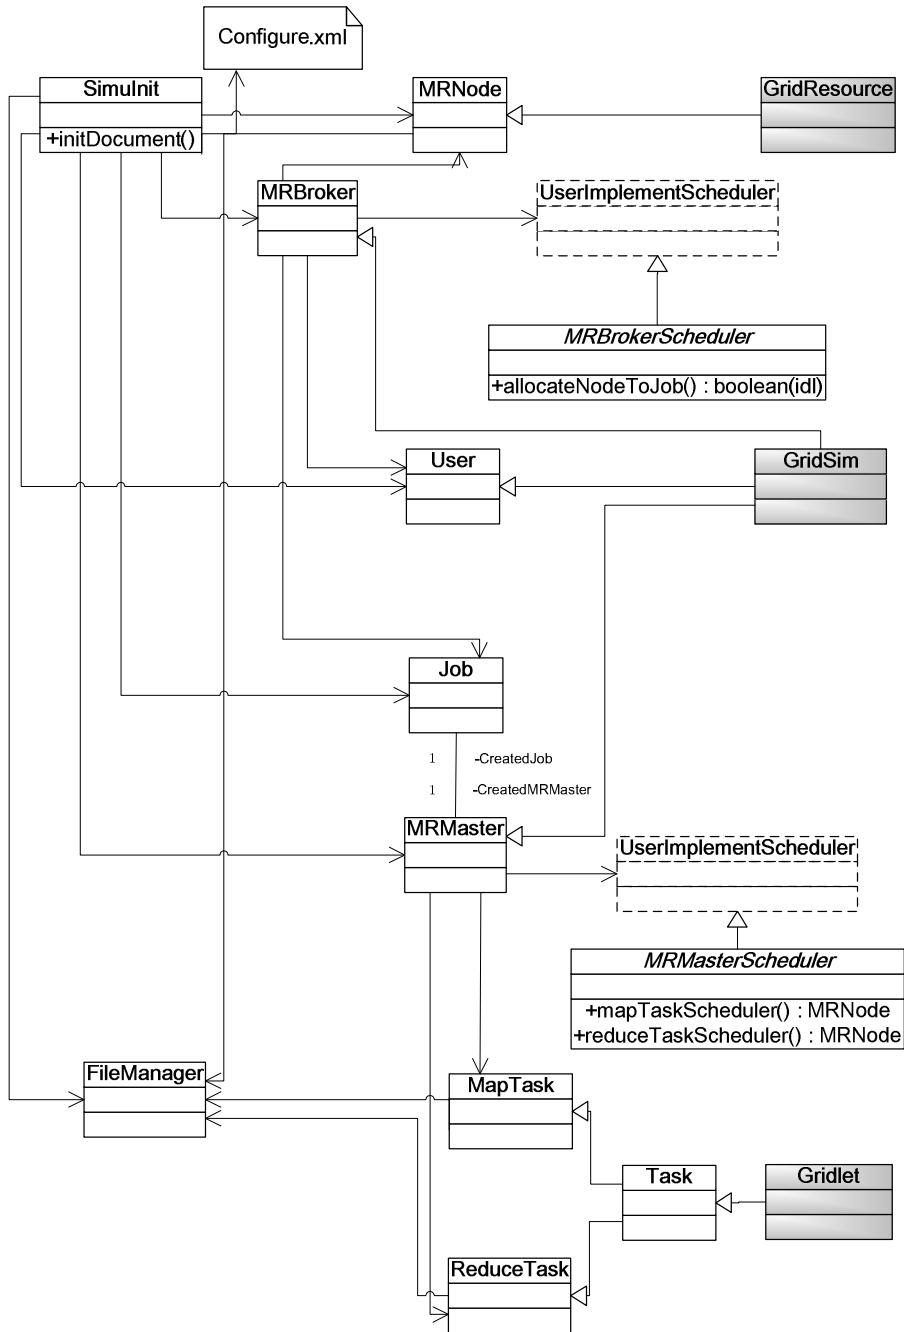 Configure.xml
SimuInit
+initDocument()
MRNode
GridResource
MRBroker
UserImplementScheduler
MRBrokerScheduler
+allocateNodeToJob() : boolean(idl)
User
GridSim
Job
1 -CreatedJob
1 -CreatedMRMaster
MRMaster
UserImplementScheduler
MRMasterScheduler
+mapTaskScheduler() : MRNode
+reduceTaskScheduler() : MRNode
FileManager
MapTask
Task
Gridlet
ReduceTask